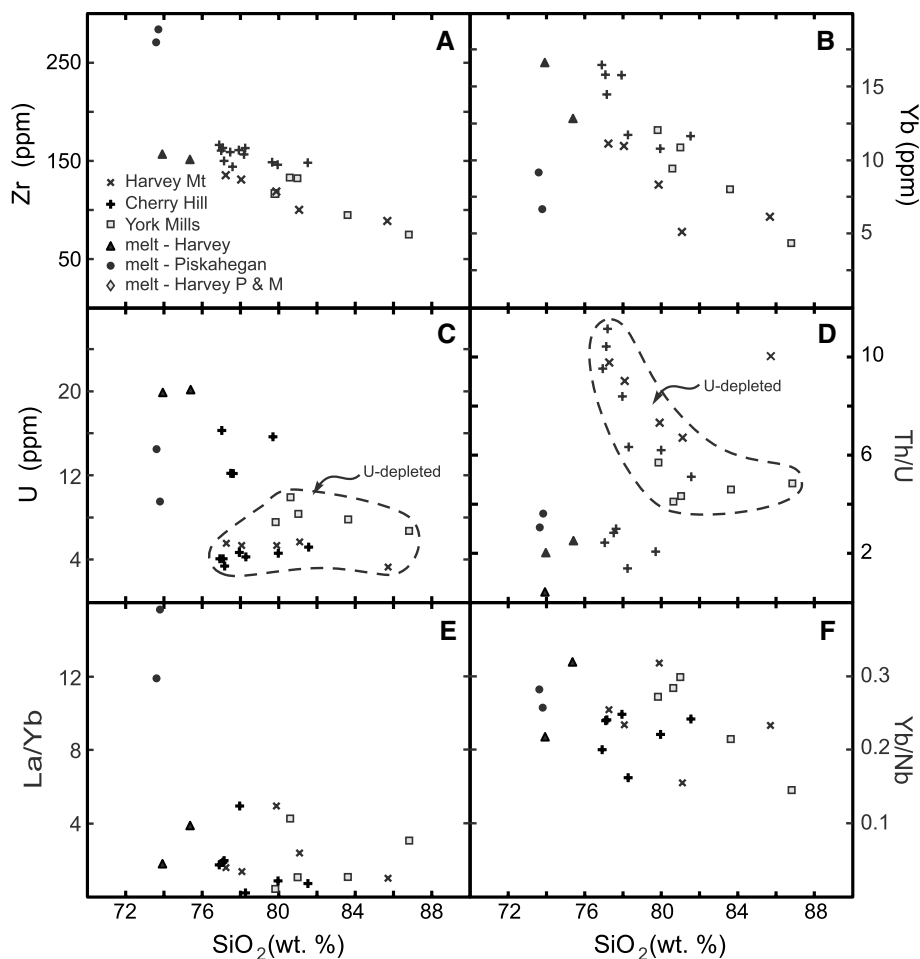 A
B
250
150
50
Zr (ppm)
Harvey Mt
Cherry Hill
York Mills
melt - Harvey
melt - Piskahegan
melt - Harvey P & M
15
10
5
Yb (ppm)
C
D
20
12
4
U (ppm)
U-depleted
U-depleted
10
6
2
Th/U
E
F
12
8
4
La/Yb
0.3
0.2
0.1
Yb/Nb
72 76 80 84 88
72 76 80 84 88
SiO2(wt. %)
SiO2(wt. %)